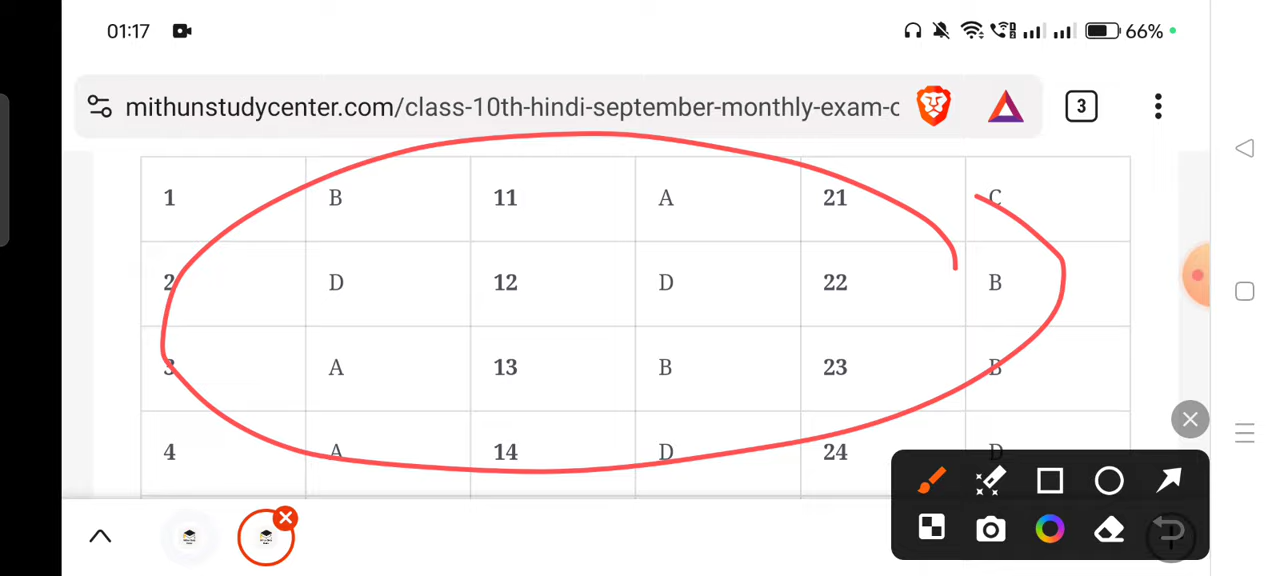 01:17 66%
mithunstudycenter.com/class-10th-hindi-september-monthly-exam-c 3
1 B 11 A 21 C
2 D 12 D 22 B
3 A 13 B 23 B
4 A 14 D 24 D